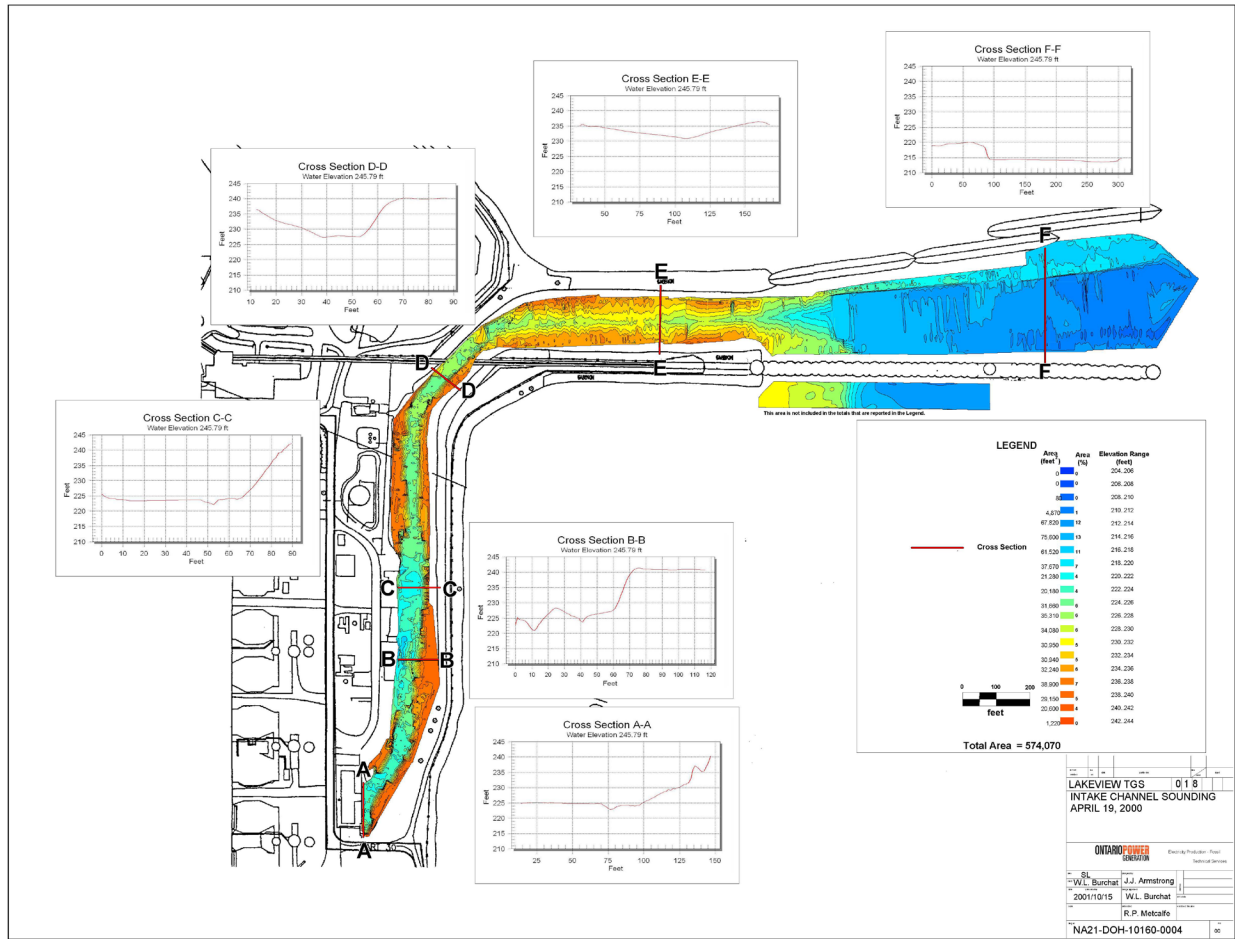 Cross Section F-F
Water Elevation 245.79 ft
245
240
235
230
225
220
215
210
0 50 100 150 200 250 300
Feet
Feet
Cross Section E-E
Water Elevation 245.79 ft
245
240
235
230
225
220
215
210
50 75 100 125 150
Feet
Feet
Cross Section D-D
Water Elevation 245.79 ft
245
240
235
230
225
220
215
210
10 20 30 40 50 60 70 80 90
Feet
Feet
Cross Section C-C
Water Elevation 245.79 ft
245
240
235
230
225
220
215
210
0 10 20 30 40 50 60 70 80 90
Feet
Feet
Cross Section B-B
Water Elevation 245.79 ft
245
240
235
230
225
220
215
210
0 10 20 30 40 50 60 70 80 90 100 110 120
Feet
Feet
Cross Section A-A
Water Elevation 245.79 ft
245
240
235
230
225
220
215
210
25 50 75 100 125 150
Feet
Feet
F
F
E
E
D
D
C
C
B
B
A
A
This area is not included in the totals that are reported in the Legend.
LEGEND
Area (feet²) Area (%) Elevation Range (feet)
0 0 204..206
0 0 206..208
0 208..210
4,870 1 210..212
67,820 12 212..214
75,600 13 214..216
61,520 11 216..218
37,670 7 218..220
21,280 4 220..222
20,180 4 222..224
31,660 6 224..226
35,310 6 226..228
34,080 6 228..230
30,950 5 230..232
30,940 5 232..234
32,240 6 234..236
38,900 7 236..238
29,150 5 238..240
20,600 4 240..242
1,220 0 242..244
Cross Section
0 100 200
feet
Total Area = 574,070
LAKEVIEW TGS 0 1 8
INTAKE CHANNEL SOUNDING
APRIL 19, 2000
ONTARIO POWER GENERATION
Electricity Production - Fossil
Technical Services
SL
W.L. Burchat J.J. Armstrong
2001/10/15 W.L. Burchat
R.P. Metcalfe
NA21-DOH-10160-0004 00